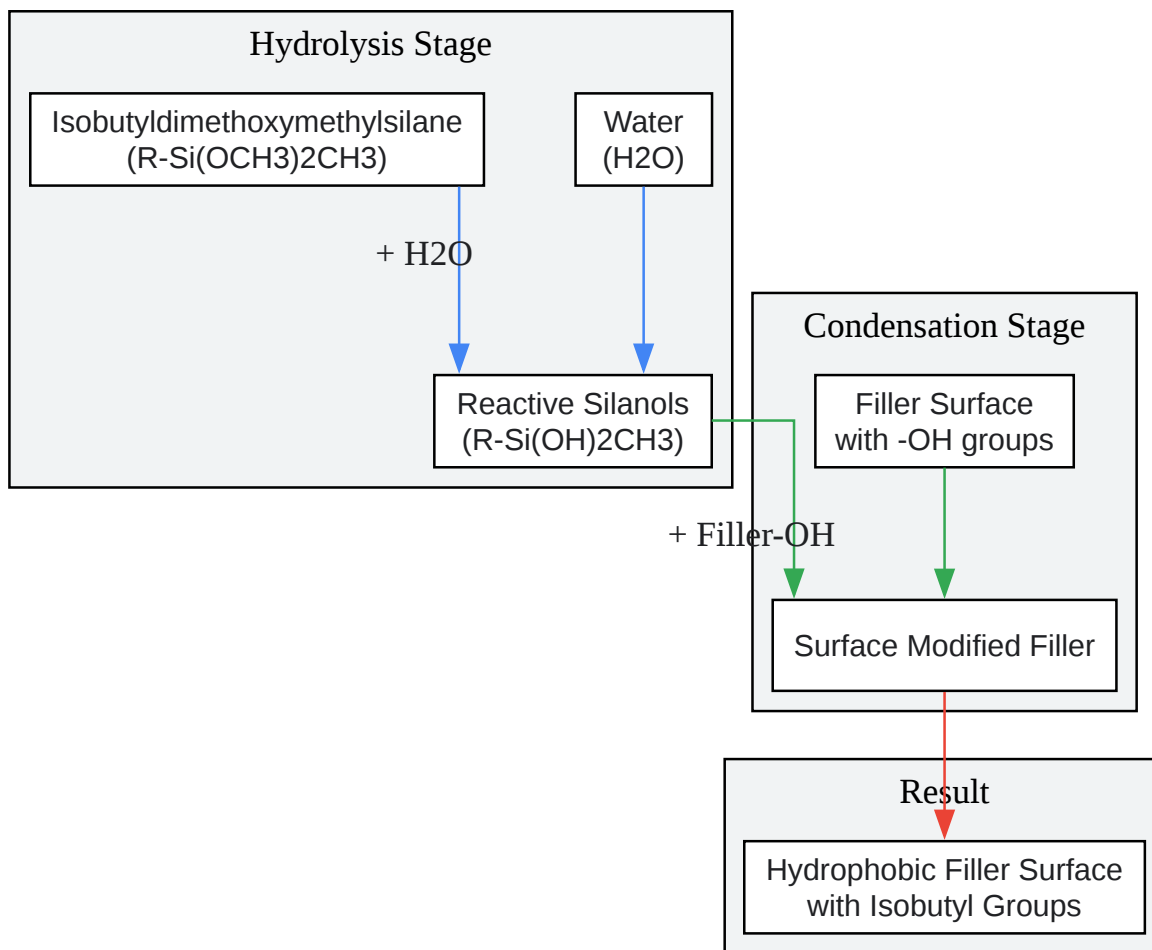 Hydrolysis Stage
Isobutyldimethoxymethylsilane
(R-Si(OCH3)2CH3)
Water
(H2O)
+ H2O
Reactive Silanols
(R-Si(OH)2CH3)
Condensation Stage
Filler Surface
with -OH groups
+ Filler-OH
Surface Modified Filler
Result
Hydrophobic Filler Surface
with Isobutyl Groups